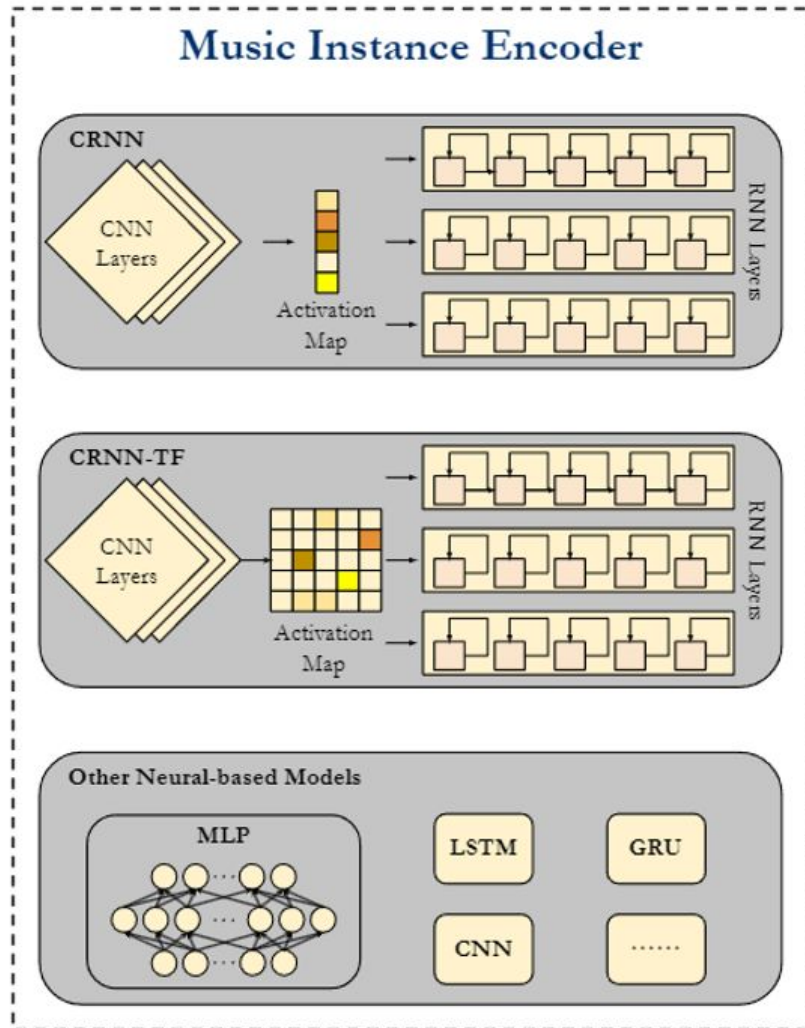 Music Instance Encoder
CRNN
CNN
Layers
Activation
Map
RNN Layers
CRNN-TF
CNN
Layers
Activation
Map
RNN Layers
Other Neural-based Models
MLP
...
...
...
LSTM
GRU
CNN
......